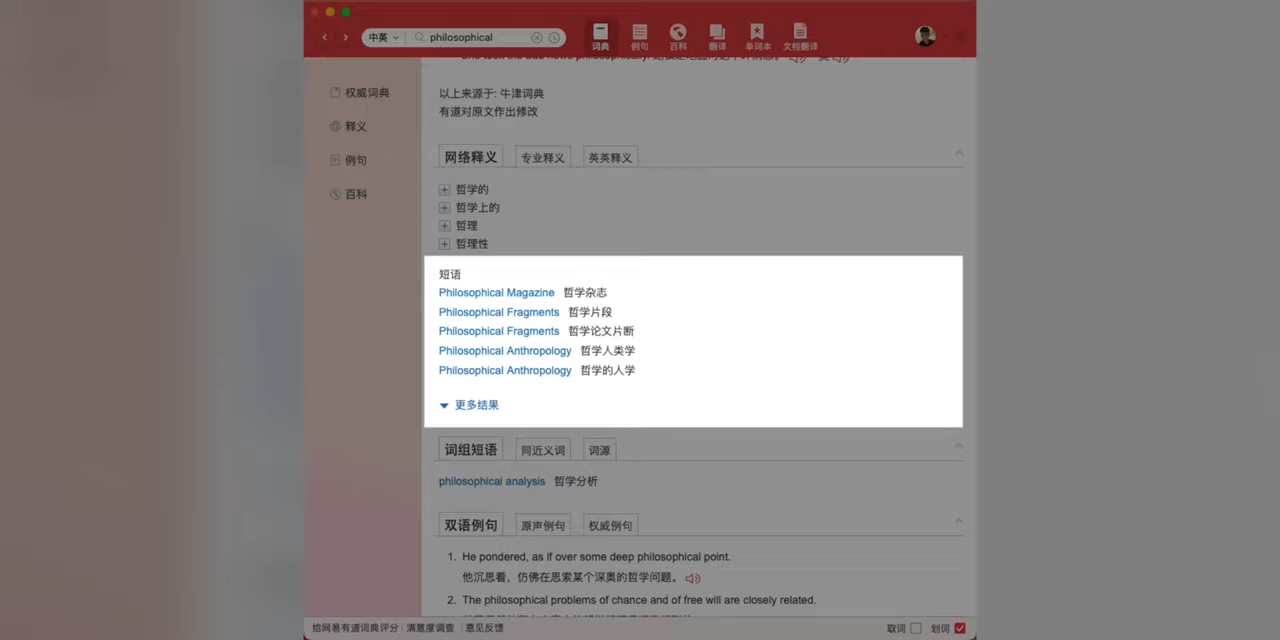 中英 philosophical
词典 例句 百科 翻译 单词本 文档翻译
权威词典
释义
例句
百科
以上来源于: 牛津词典
有道对原文作出修改
网络释义 专业释义 英英释义
哲学的
哲学上的
哲理
哲理性
短语
Philosophical Magazine 哲学杂志
Philosophical Fragments 哲学片段
Philosophical Fragments 哲学论文片断
Philosophical Anthropology 哲学人类学
Philosophical Anthropology 哲学的人学
更多结果
词组短语 同近义词 词源
philosophical analysis 哲学分析
双语例句 原声例句 权威例句
1. He pondered, as if over some deep philosophical point.
他沉思着，仿佛在思索某个深奥的哲学问题。
2. The philosophical problems of chance and of free will are closely related.
给网易有道词典评分 满意度调查 意见反馈 取词 划词